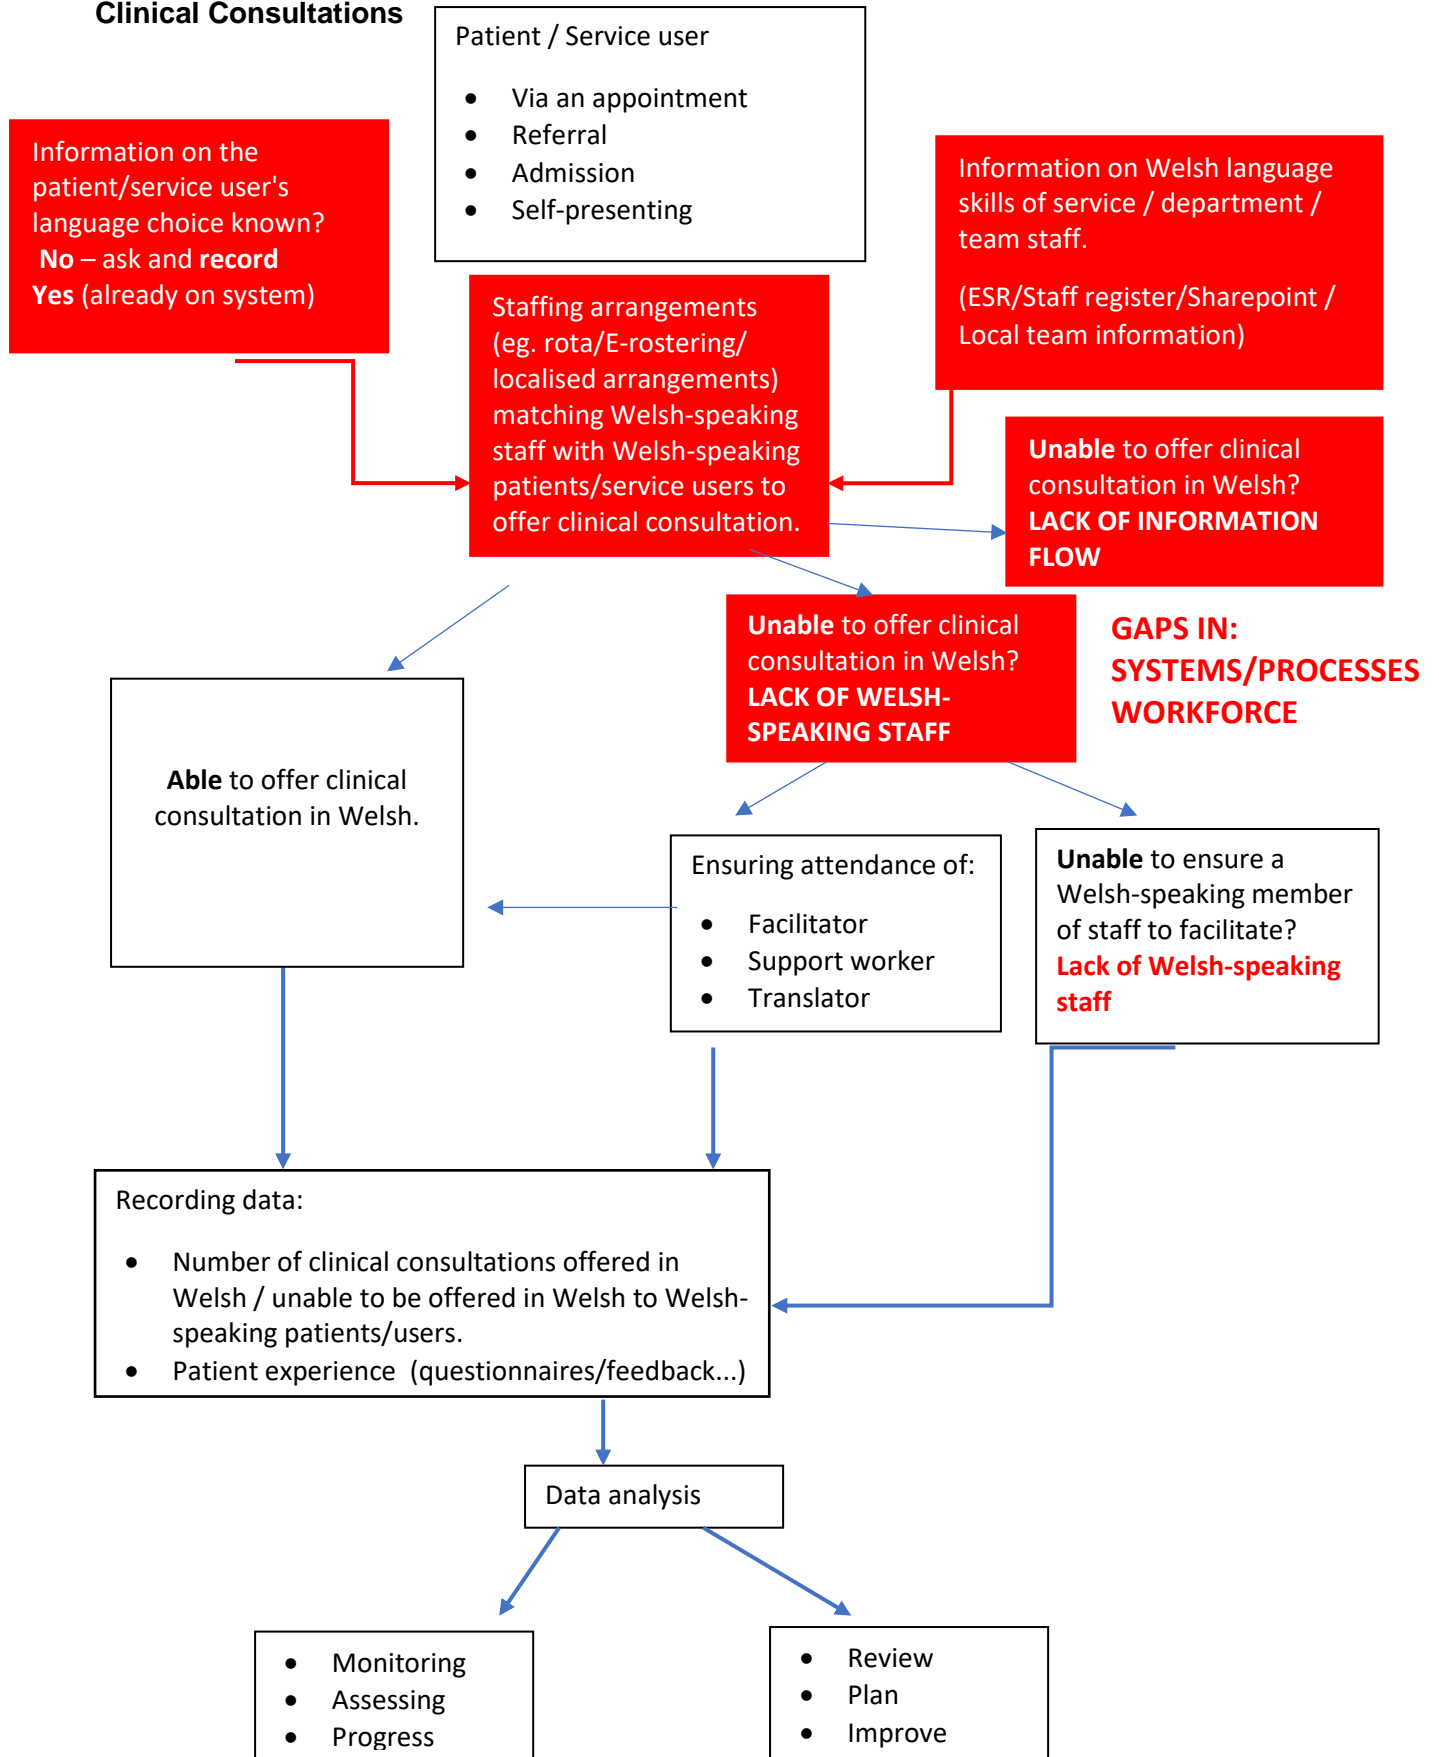 Clinical Consultations
Patient / Service user
• Via an appointment
• Referral
• Admission
• Self-presenting
Information on the
patient/service user's
language choice known?
No – ask and record
Yes (already on system)
Information on Welsh language
skills of service / department /
team staff.
(ESR/Staff register/Sharepoint /
Local team information)
Staffing arrangements
(eg. rota/E-rostering/
localised arrangements)
matching Welsh-speaking
staff with Welsh-speaking
patients/service users to
offer clinical consultation.
Unable to offer clinical
consultation in Welsh?
LACK OF INFORMATION
FLOW
Unable to offer clinical
consultation in Welsh?
LACK OF WELSH-
SPEAKING STAFF
GAPS IN:
SYSTEMS/PROCESSES
WORKFORCE
Able to offer clinical
consultation in Welsh.
Ensuring attendance of:
• Facilitator
• Support worker
• Translator
Unable to ensure a
Welsh-speaking member
of staff to facilitate?
Lack of Welsh-speaking
staff
Recording data:
• Number of clinical consultations offered in
Welsh / unable to be offered in Welsh to Welsh-
speaking patients/users.
• Patient experience (questionnaires/feedback...)
Data analysis
• Monitoring
• Assessing
• Progress
• Review
• Plan
• Improve